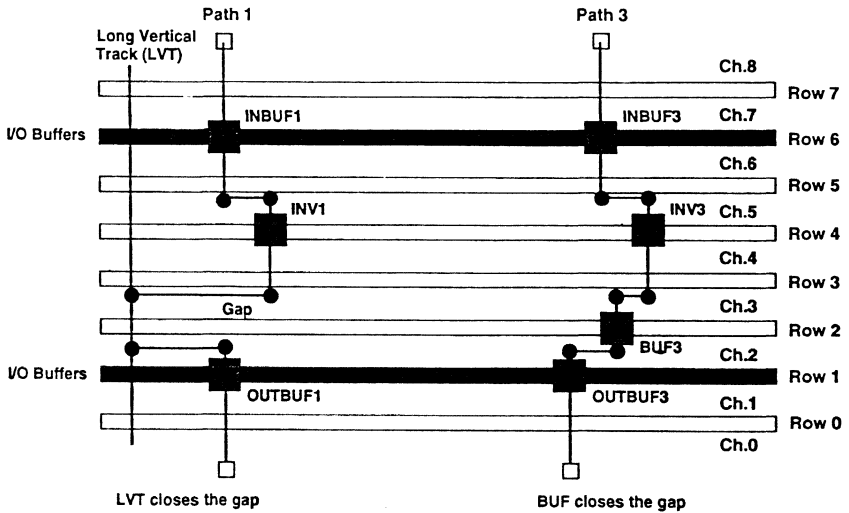 Path 1
Path 3
Long Vertical
Track (LVT)
Ch.8
Row 7
INBUF1
INBUF3
Ch.7
I/O Buffers
Row 6
Ch.6
Row 5
INV1
INV3
Ch.5
Row 4
Ch.4
Row 3
Gap
Ch.3
Row 2
BUF3
Ch.2
I/O Buffers
Row 1
OUTBUF1
OUTBUF3
Ch.1
Row 0
Ch.0
LVT closes the gap
BUF closes the gap